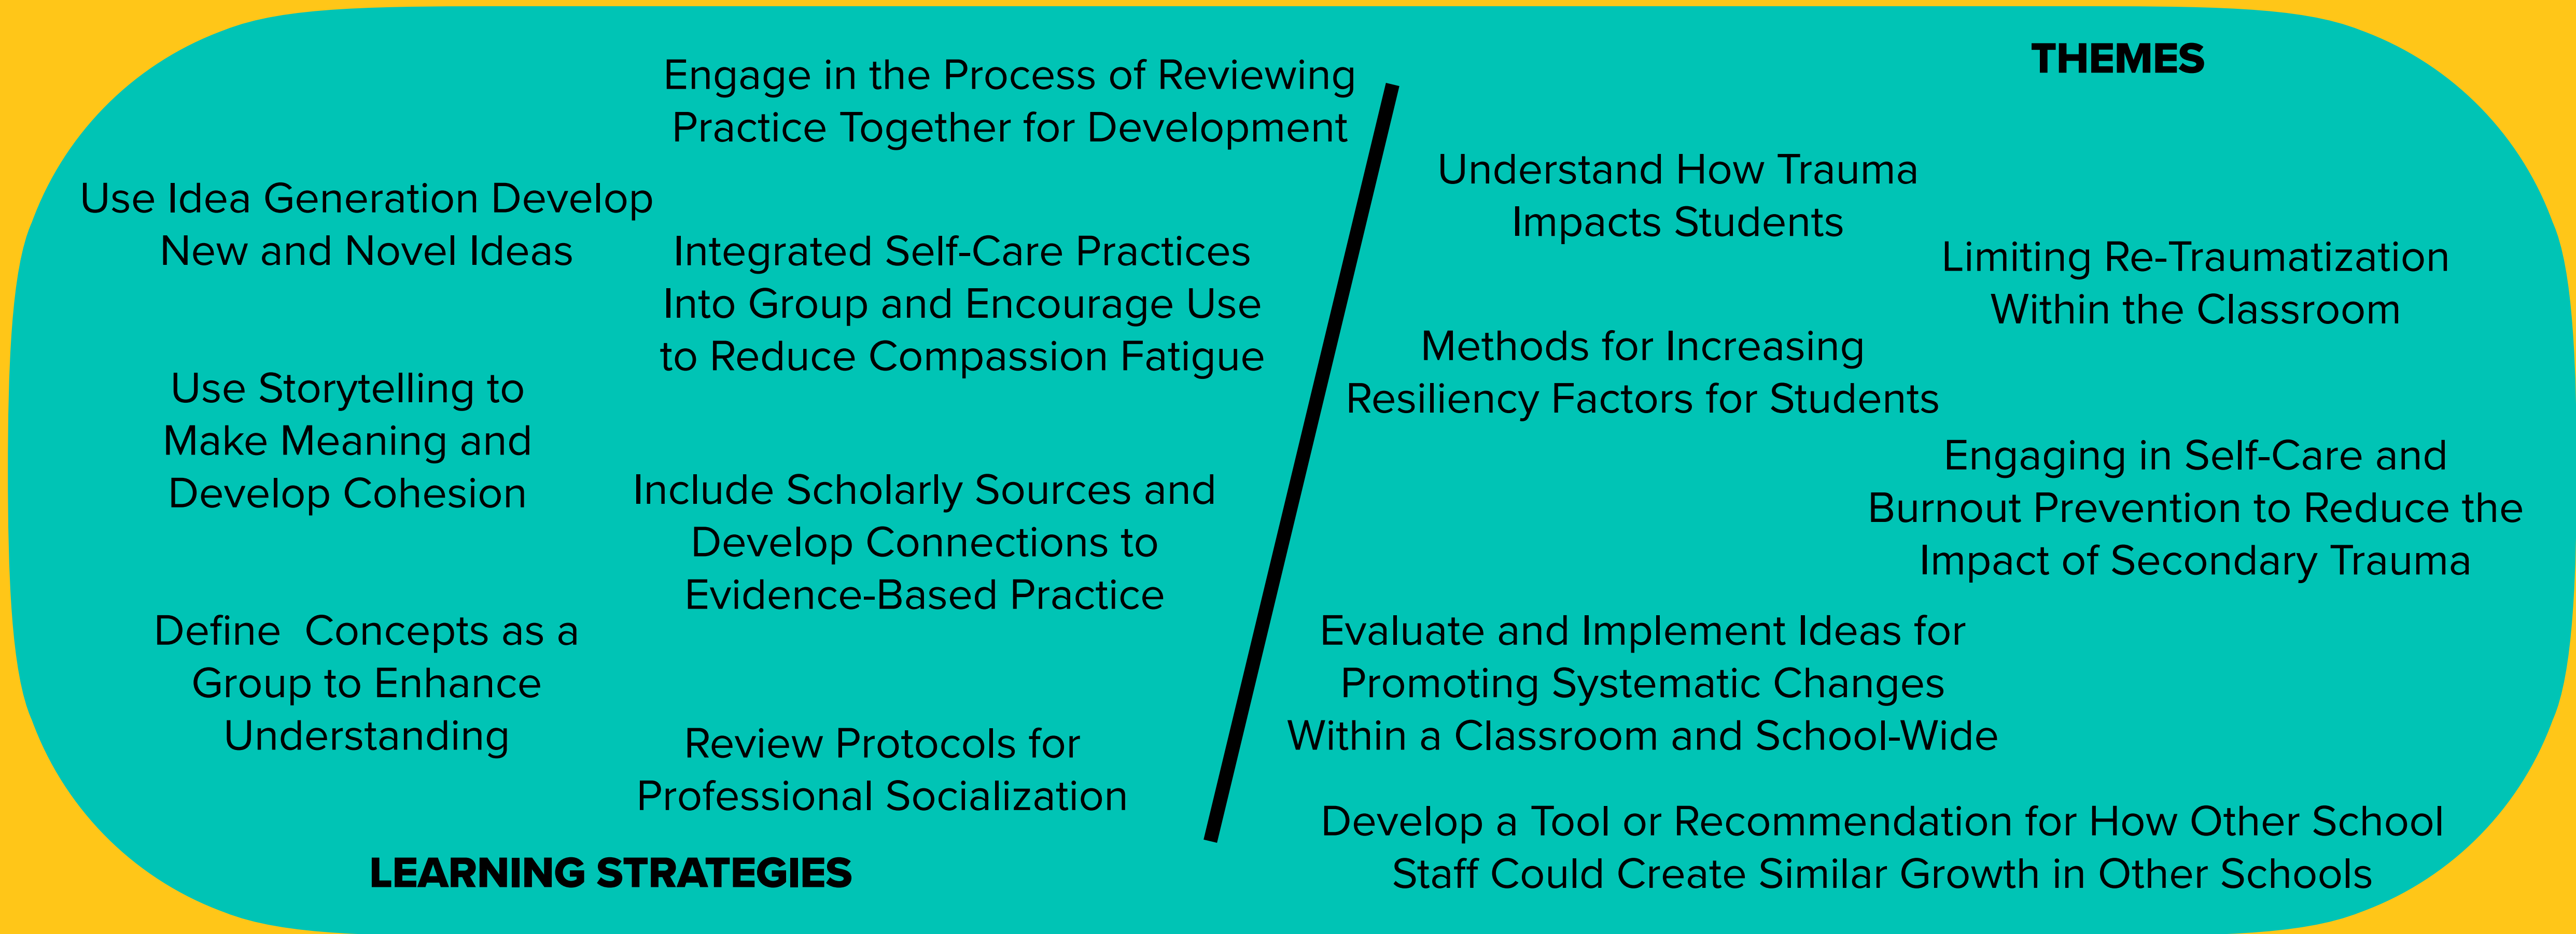 Engage in the Process of Reviewing
Practice Together for Development
Use Idea Generation Develop
New and Novel Ideas
Integrated Self-Care Practices
Into Group and Encourage Use
to Reduce Compassion Fatigue
Use Storytelling to
Make Meaning and
Develop Cohesion
Include Scholarly Sources and
Develop Connections to
Evidence-Based Practice
Define  Concepts as a
Group to Enhance
Understanding
Review Protocols for
Professional Socialization
LEARNING STRATEGIES
THEMES
Understand How Trauma
Impacts Students
Limiting Re-Traumatization
Within the Classroom
Methods for Increasing
Resiliency Factors for Students
Engaging in Self-Care and
Burnout Prevention to Reduce the
Impact of Secondary Trauma
Evaluate and Implement Ideas for
Promoting Systematic Changes
Within a Classroom and School-Wide
Develop a Tool or Recommendation for How Other School
Staff Could Create Similar Growth in Other Schools